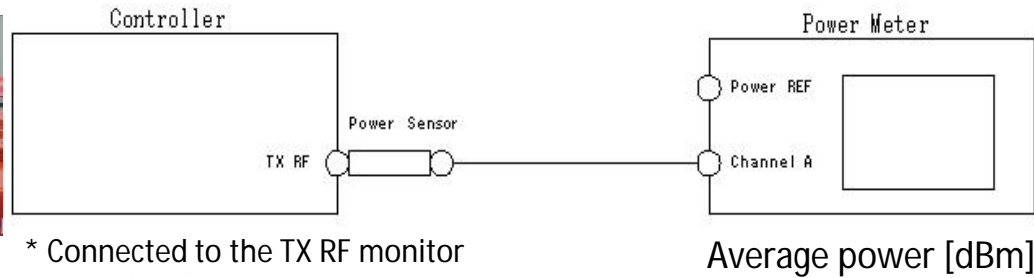 Controller
Power Meter
Power REF
Power Sensor
TX RF
Channel A
* Connected to the TX RF monitor
Average power [dBm]